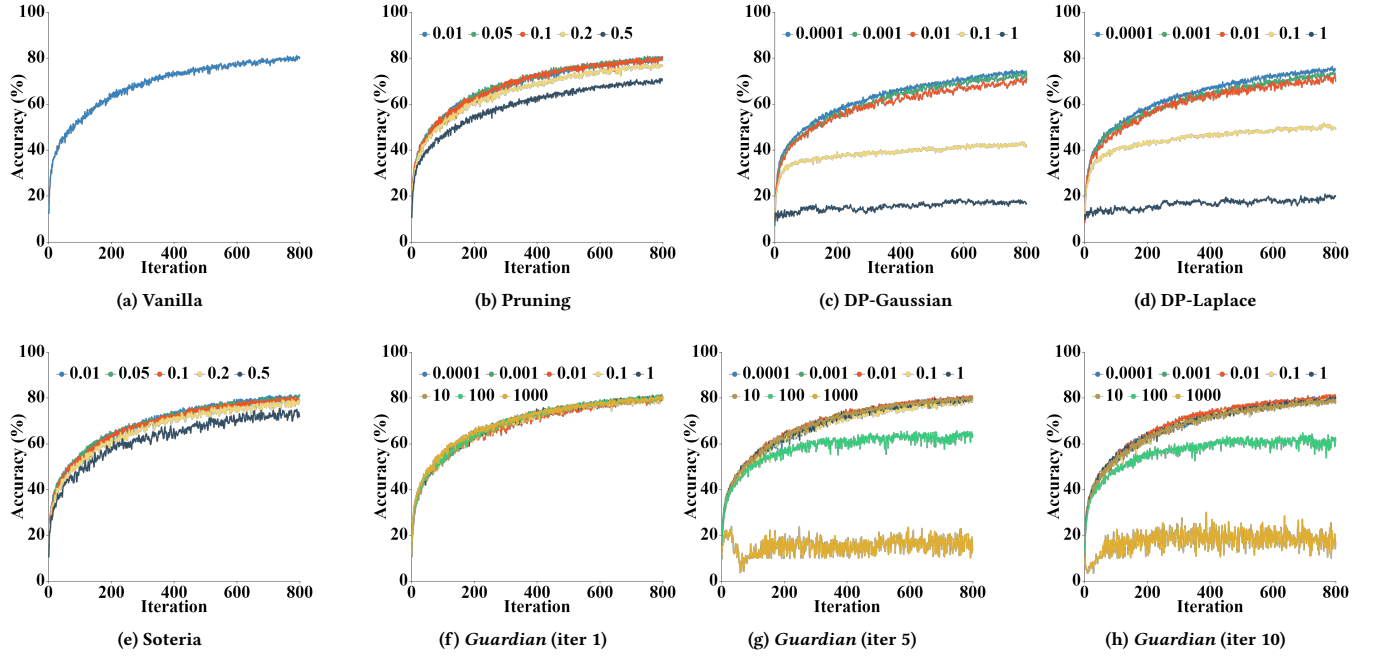 100
80
60
40
20
0
Accuracy (%)
0 200 400 600 800
Iteration
(a) Vanilla
0.01 0.05 0.1 0.2 0.5
100
80
60
40
20
0
Accuracy (%)
0 200 400 600 800
Iteration
(b) Pruning
0.0001 0.001 0.01 0.1 1
100
80
60
40
20
0
Accuracy (%)
0 200 400 600 800
Iteration
(c) DP-Gaussian
0.0001 0.001 0.01 0.1 1
100
80
60
40
20
0
Accuracy (%)
0 200 400 600 800
Iteration
(d) DP-Laplace
0.01 0.05 0.1 0.2 0.5
100
80
60
40
20
0
Accuracy (%)
0 200 400 600 800
Iteration
(e) Soteria
0.0001 0.001 0.01 0.1 1
10 100 1000
100
80
60
40
20
0
Accuracy (%)
0 200 400 600 800
Iteration
(f) Guardian (iter 1)
0.0001 0.001 0.01 0.1 1
10 100 1000
100
80
60
40
20
0
Accuracy (%)
0 200 400 600 800
Iteration
(g) Guardian (iter 5)
0.0001 0.001 0.01 0.1 1
10 100 1000
100
80
60
40
20
0
Accuracy (%)
0 200 400 600 800
Iteration
(h) Guardian (iter 10)